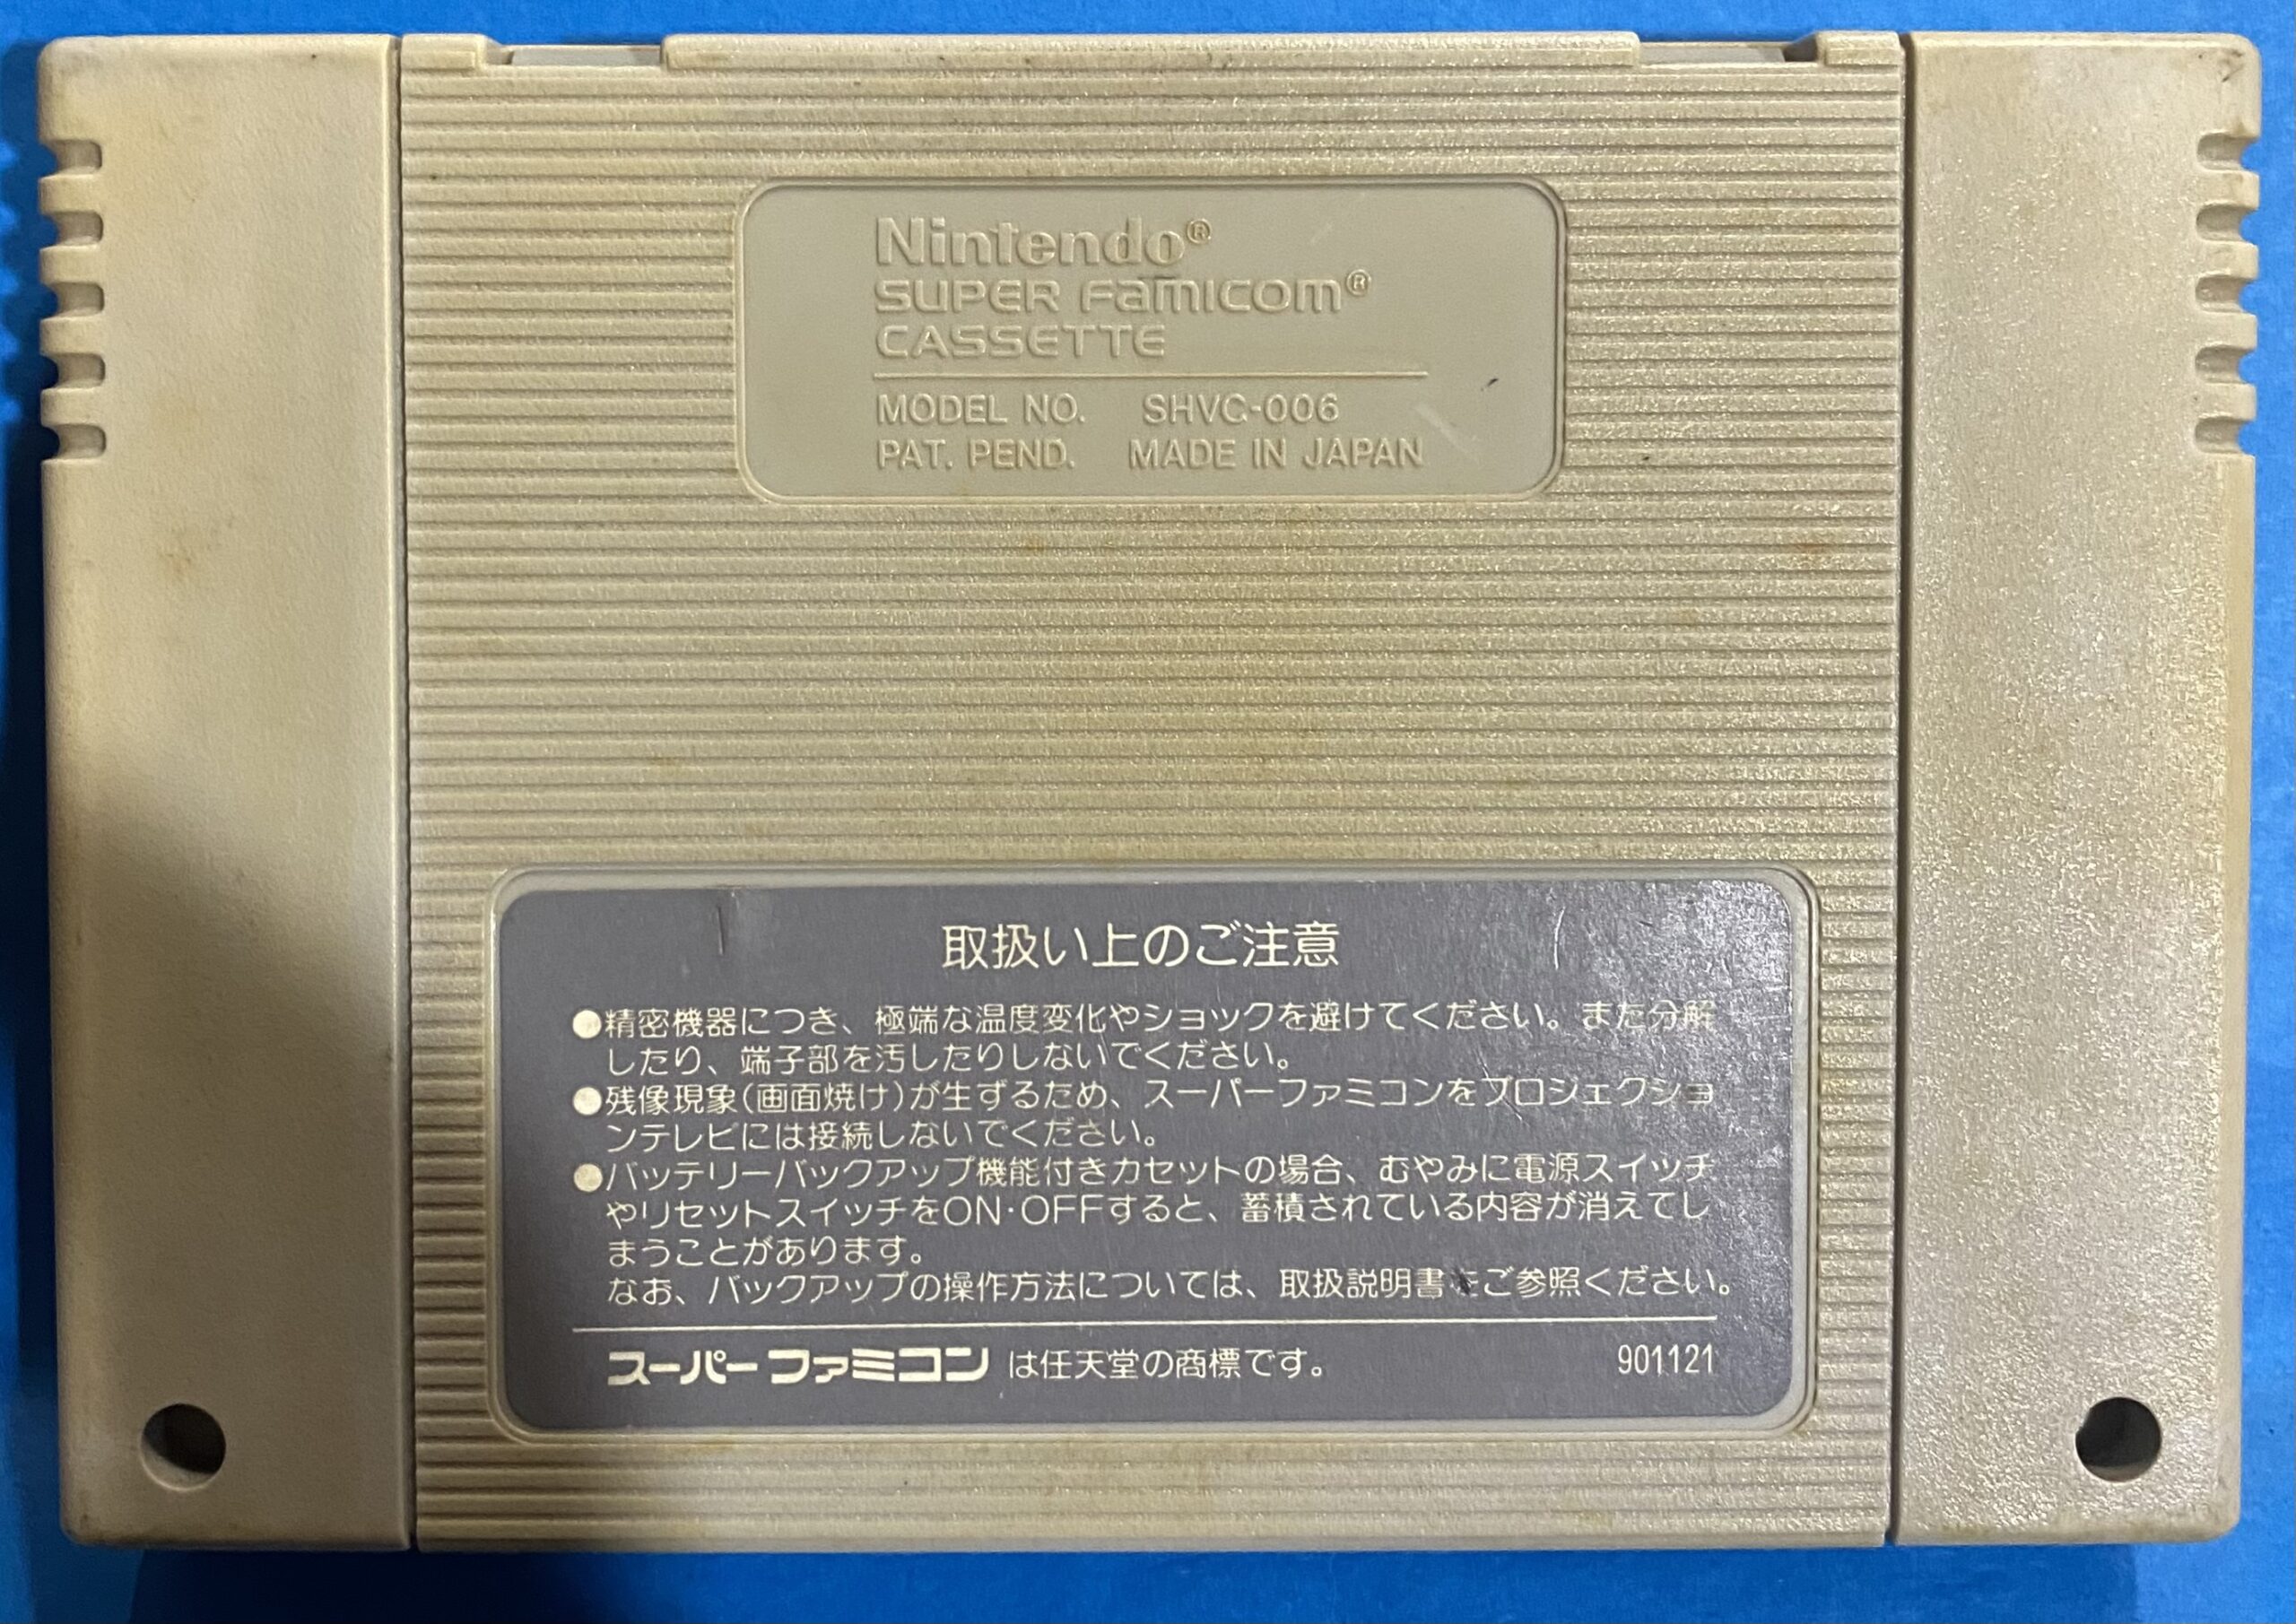 Nintendo®
SUPER FAMICOM®
CASSETTE
MODEL NO. SHVC-006
PAT. PEND. MADE IN JAPAN
取扱い上のご注意
●精密機器につき、極端な温度変化やショックを避けてください。また分解
したり、端子部を汚したりしないでください。
●残像現象(画面焼け)が生ずるため、スーパーファミコンをプロジェクショ
ンテレビには接続しないでください。
●バッテリーバックアップ機能付きカセットの場合、むやみに電源スイッチ
やリセットスイッチをON・OFFすると、蓄積されている内容が消えてし
まうことがあります。
なお、バックアップの操作方法については、取扱説明書をご参照ください。
スーパーファミコン は任天堂の商標です。 901121